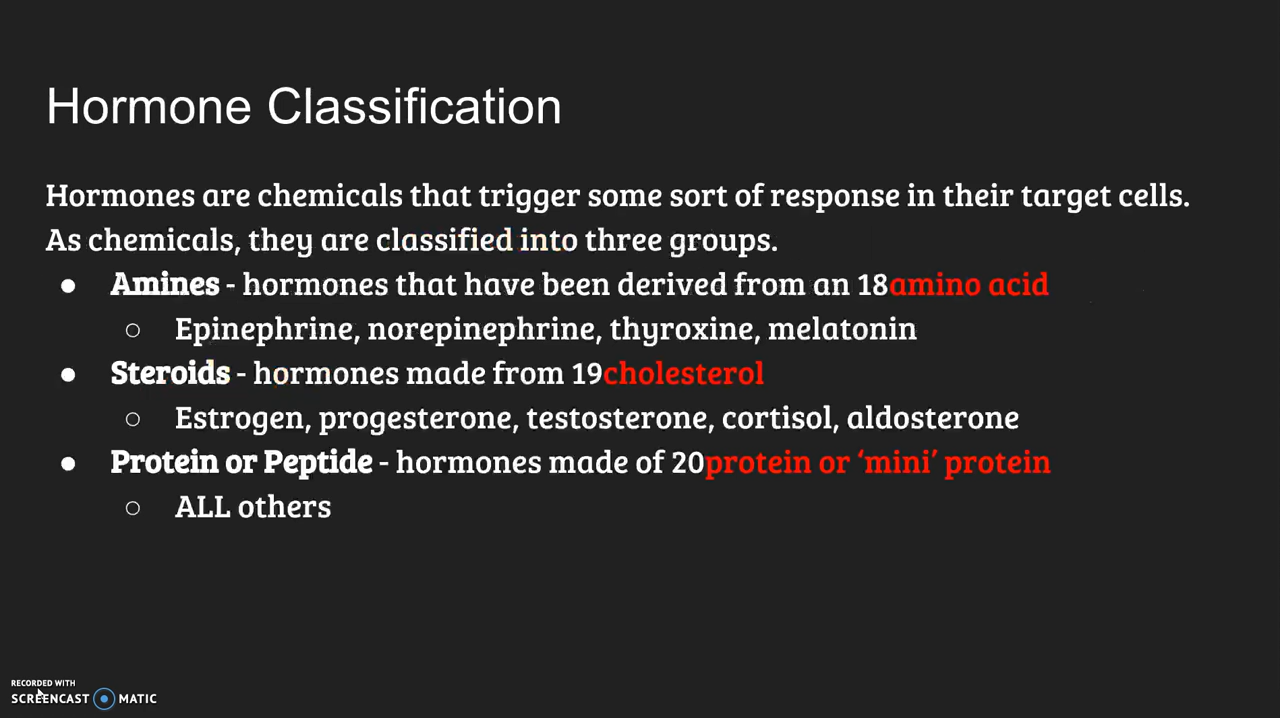 Hormone Classification
Hormones are chemicals that trigger some sort of response in their target cells.
As chemicals, they are classified into three groups.
● Amines - hormones that have been derived from an 18amino acid
○ Epinephrine, norepinephrine, thyroxine, melatonin
● Steroids - hormones made from 19cholesterol
○ Estrogen, progesterone, testosterone, cortisol, aldosterone
● Protein or Peptide - hormones made of 20protein or ‘mini’ protein
○ ALL others
RECORDED WITH
SCREENCAST MATIC